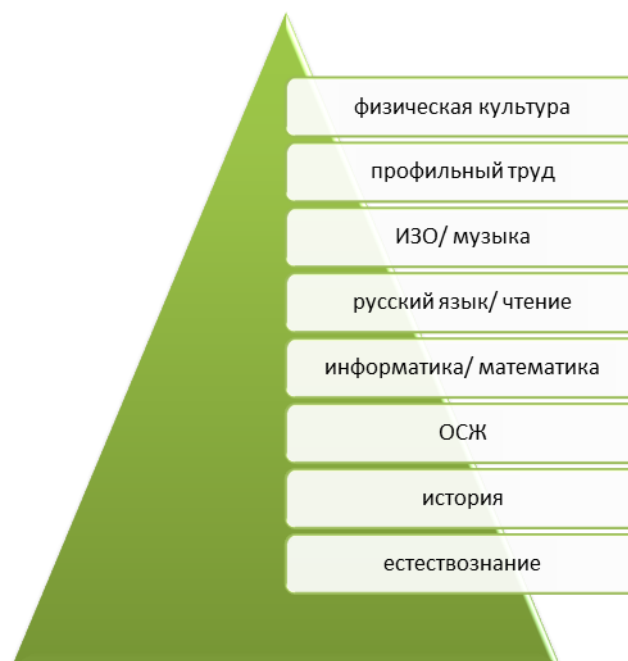 физическая культура
профильный труд
ИЗО/ музыка
русский язык/ чтение
информатика/ математика
ОСЖ
история
естествознание